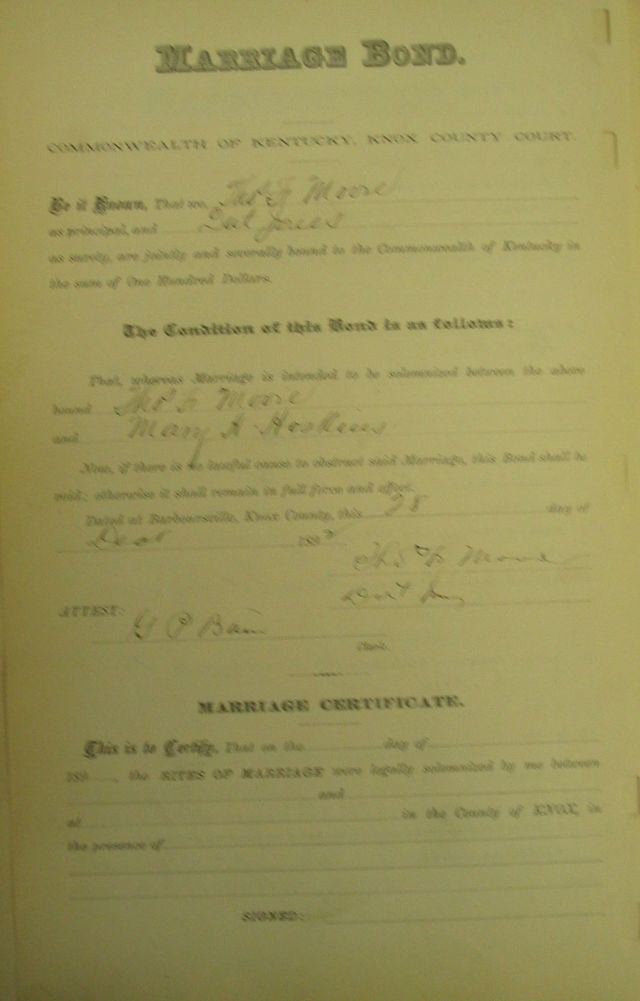 MARRIAGE BOND.
COMMONWEALTH OF KENTUCKY, KNOX COUNTY COURT.
Be it Known, That we, Thos F Moore
as principal, and Jones
as surety, are jointly and severally bound to the Commonwealth of Kentucky in
the sum of One Hundred Dollars.
The Condition of this Bond is as follows:
That, whereas Marriage is intended to be solemnized between the above
bound Thos F Moore
and Mary A Hoskins
Now, if there is no lawful cause to obstruct said Marriage, this Bond shall be
void; otherwise it shall remain in full force and effect.
Dated at Barbourville, Knox County, this 28 day of
189
Thos F Moore
ATTEST:
G P Bain
Clerk.
MARRIAGE CERTIFICATE.
This is to Certify, That on the day of
189 , the RITES OF MARRIAGE were legally solemnized by me between
and
at in the County of KNOX, in
the presence of
SIGNED: